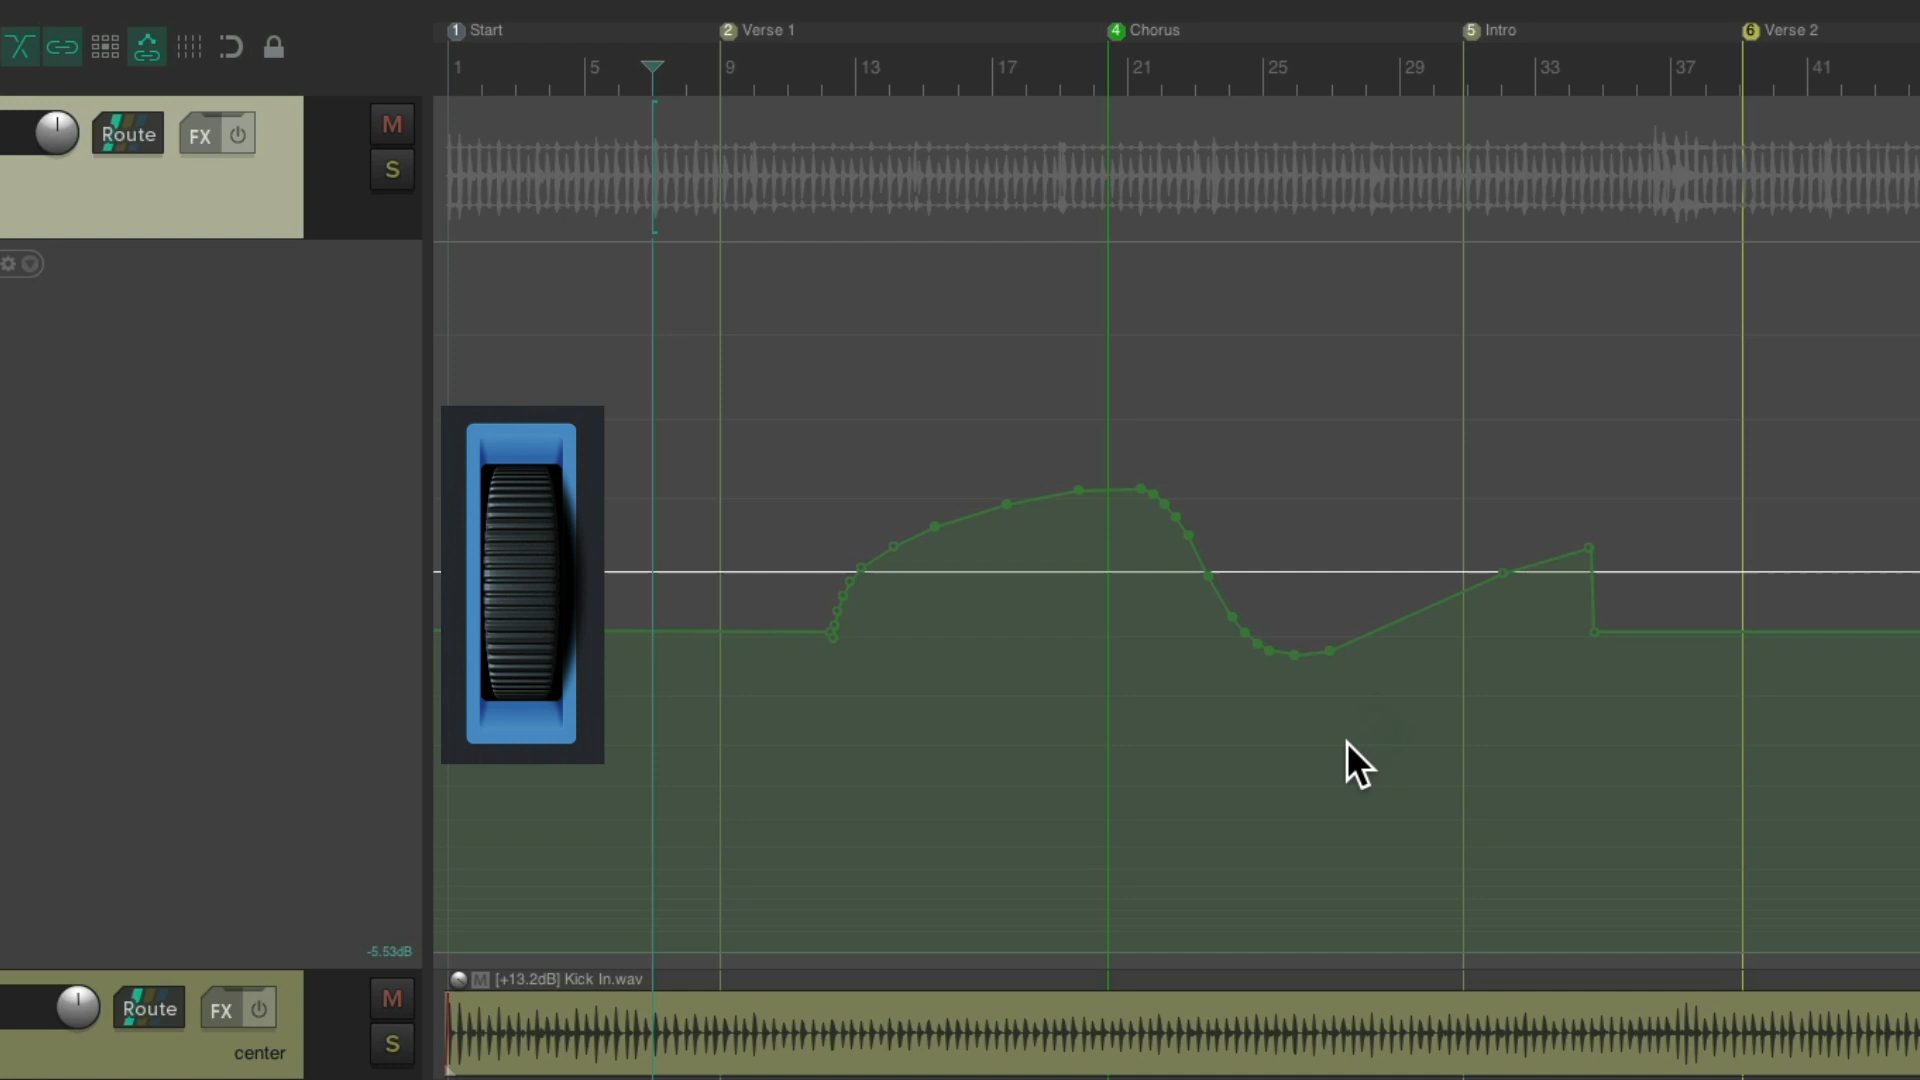 1 Start 2 Verse 1 4 Chorus 5 Intro 6 Verse 2
1 5 9 13 17 21 25 29 33 37 41
Route FX M
S
-5.53dB
M [+13.2dB] Kick In.wav
Route FX M
center S